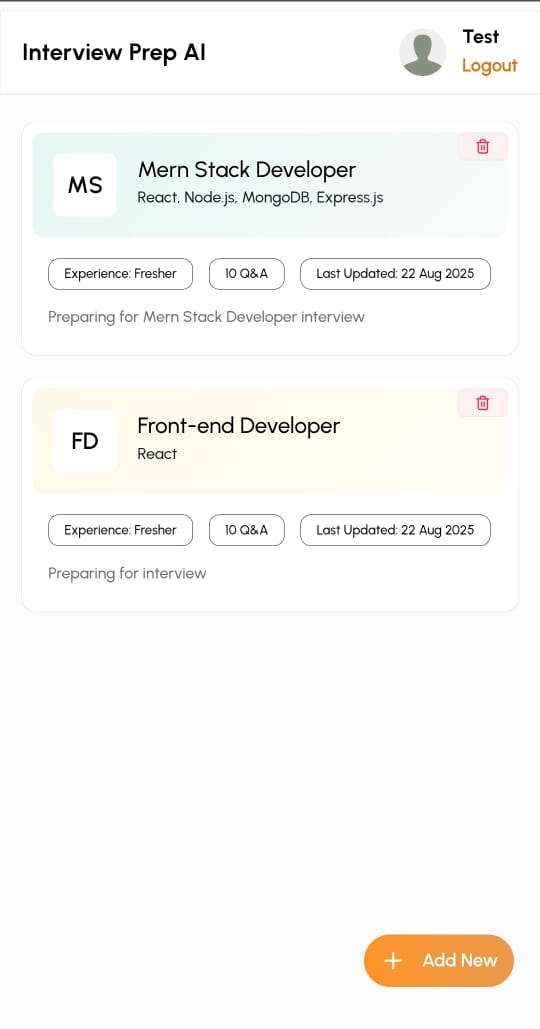 Interview Prep AI
Test
Logout
MS
Mern Stack Developer
React, Node.js, MongoDB, Express.js
Experience: Fresher
10 Q&A
Last Updated: 22 Aug 2025
Preparing for Mern Stack Developer interview
FD
Front-end Developer
React
Experience: Fresher
10 Q&A
Last Updated: 22 Aug 2025
Preparing for interview
Add New